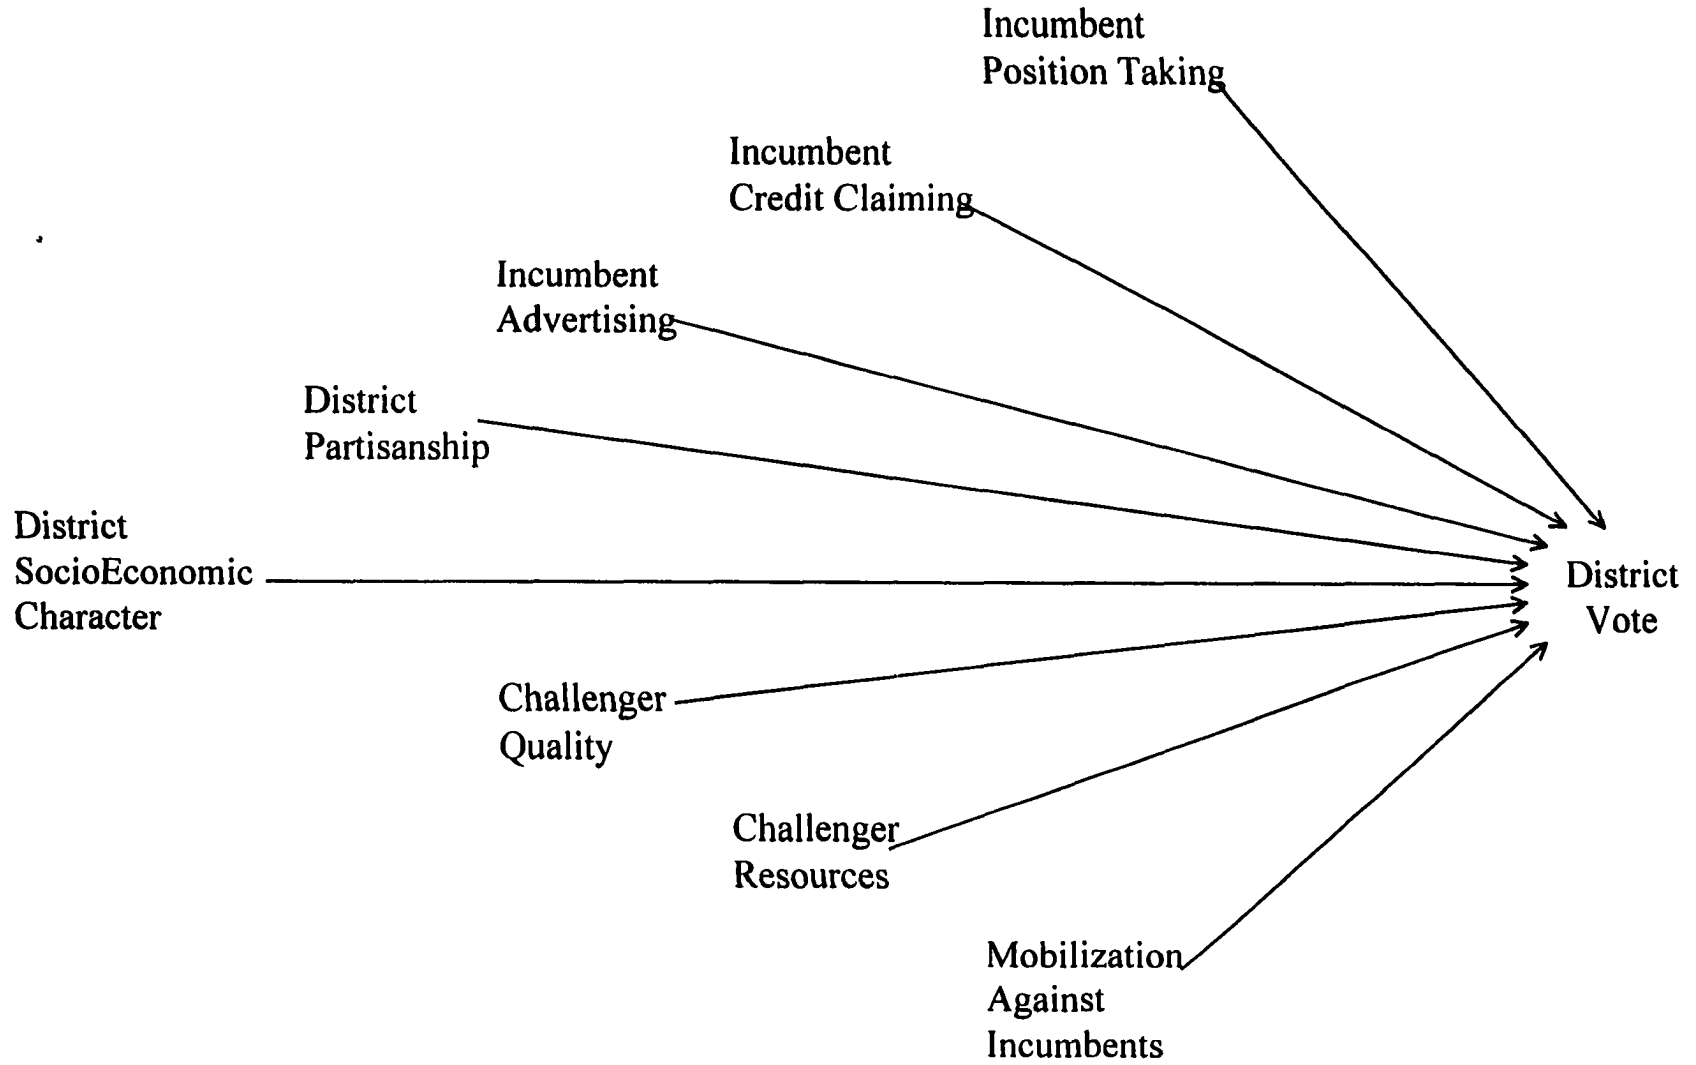 Incumbent
Position Taking
Incumbent
Credit Claiming
Incumbent
Advertising
District
Partisanship
District
SocioEconomic
Character
District
Vote
Challenger
Quality
Challenger
Resources
Mobilization
Against
Incumbents